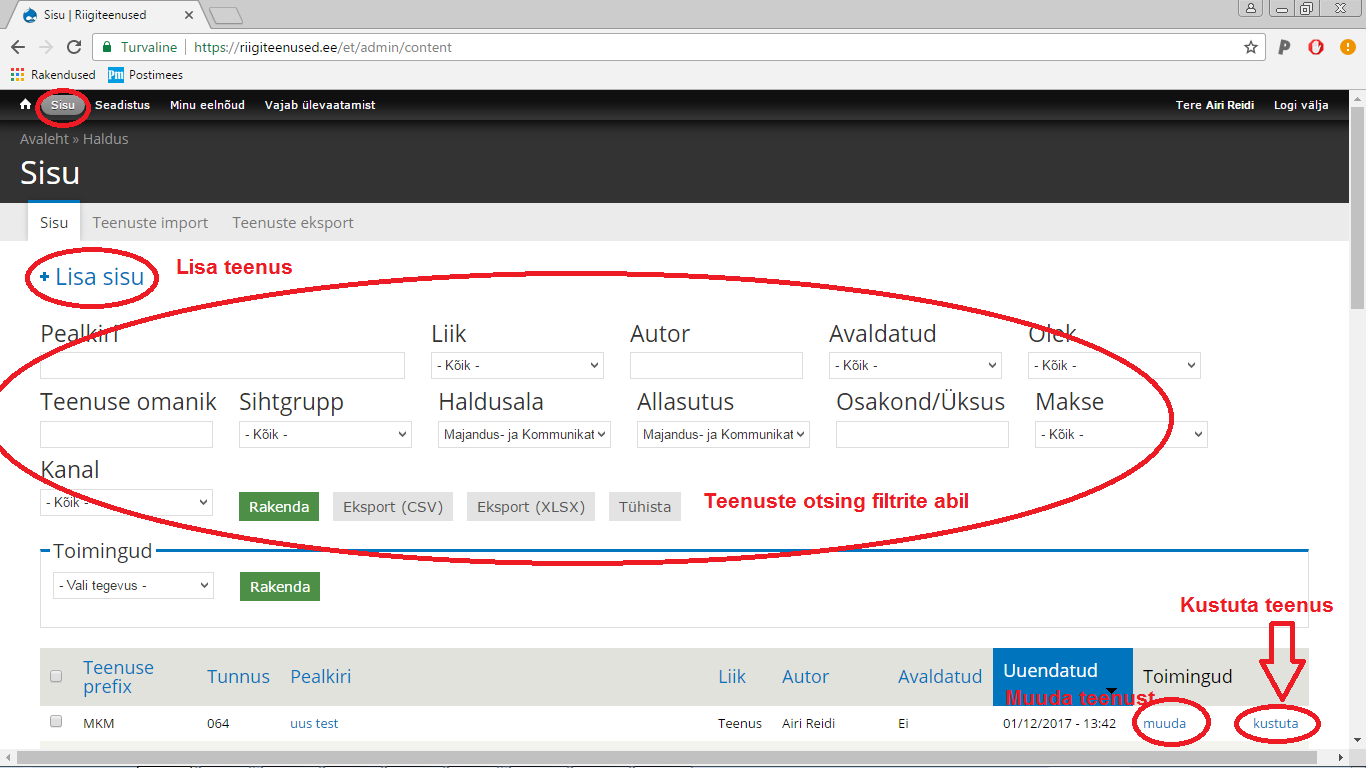 Sisu | Riigiteenused
Turvaline https://riigiteenused.ee/et/admin/content
Rakendused Postimees
Sisu Seadistus Minu eelnõud Vajab ülevaatamist Tere Airi Reidi Logi välja
Avaleht » Haldus
Sisu
Sisu Teenuste import Teenuste eksport
+ Lisa sisu Lisa teenus
Pealkiri Liik Autor Avaldatud Olek
- Kõik - - Kõik - - Kõik -
Teenuse omanik Sihtgrupp Haldusala Allasutus Osakond/Üksus Makse
- Kõik - Majandus- ja Kommunikat Majandus- ja Kommunikat - Kõik -
Kanal
- Kõik - Rakenda Eksport (CSV) Eksport (XLSX) Tühista Teenuste otsing filtrite abil
Toimingud
- Vali tegevus - Rakenda
Kustuta teenus
Teenuse prefix Tunnus Pealkiri Liik Autor Avaldatud Uuendatud Toimingud
Muuda teenust
MKM 064 uus test Teenus Airi Reidi Ei 01/12/2017 - 13:42 muuda kustuta